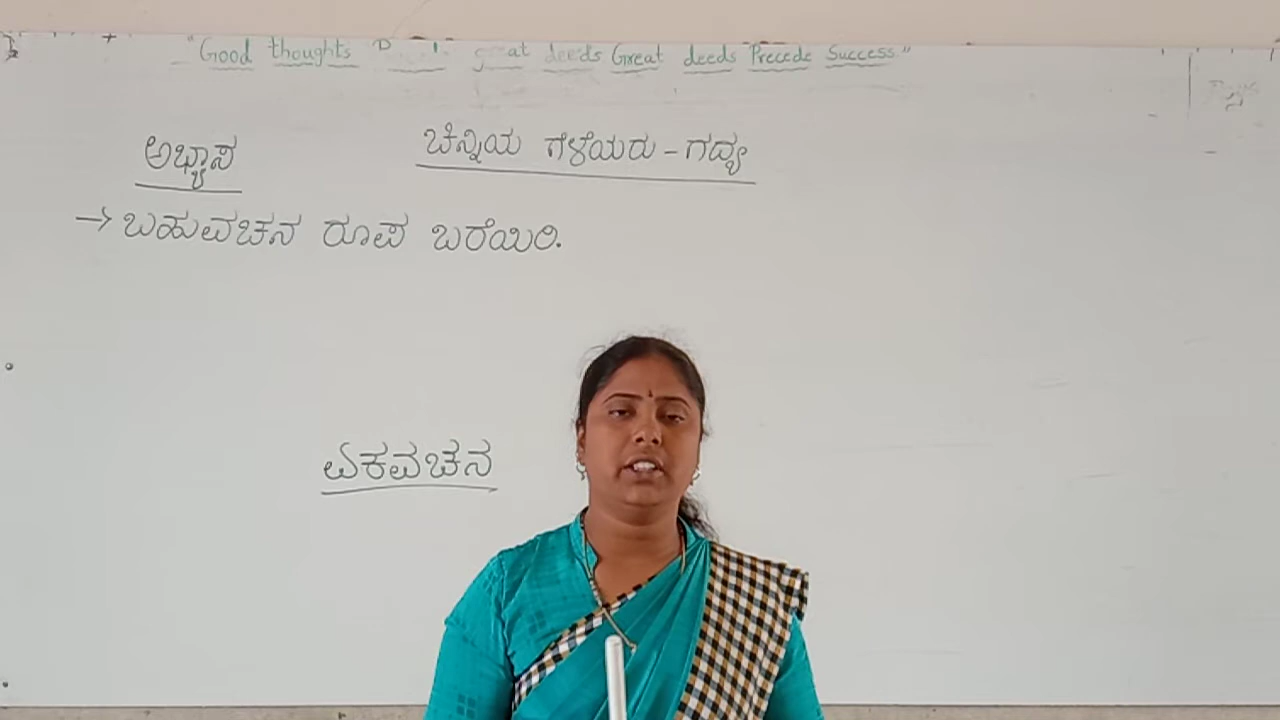 "Good thoughts great deeds Great deeds Precede Success"
ಚಿನ್ನಿಯ ಗೆಳೆಯರು - ಗದ್ಯ
ಅಭ್ಯಾಸ
→ ಬಹುವಚನ ರೂಪ ಬರೆಯಿರಿ.
ಏಕವಚನ